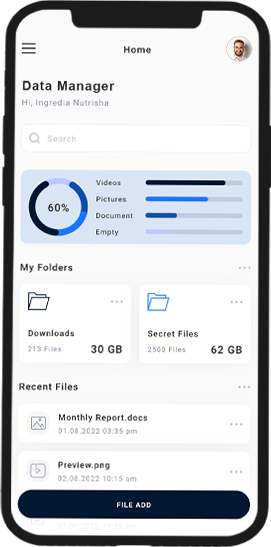 Home
Data Manager
Hi, Ingredia Nutrisha
Search
60%
Videos
Pictures
Document
Empty
My Folders
Downloads
213 Files 30 GB
Secret Files
2500 Files 62 GB
Recent Files
Monthly Report.docs
01.08.2022 03:35 pm
Preview.png
02.08.2022 10:15 am
FILE ADD